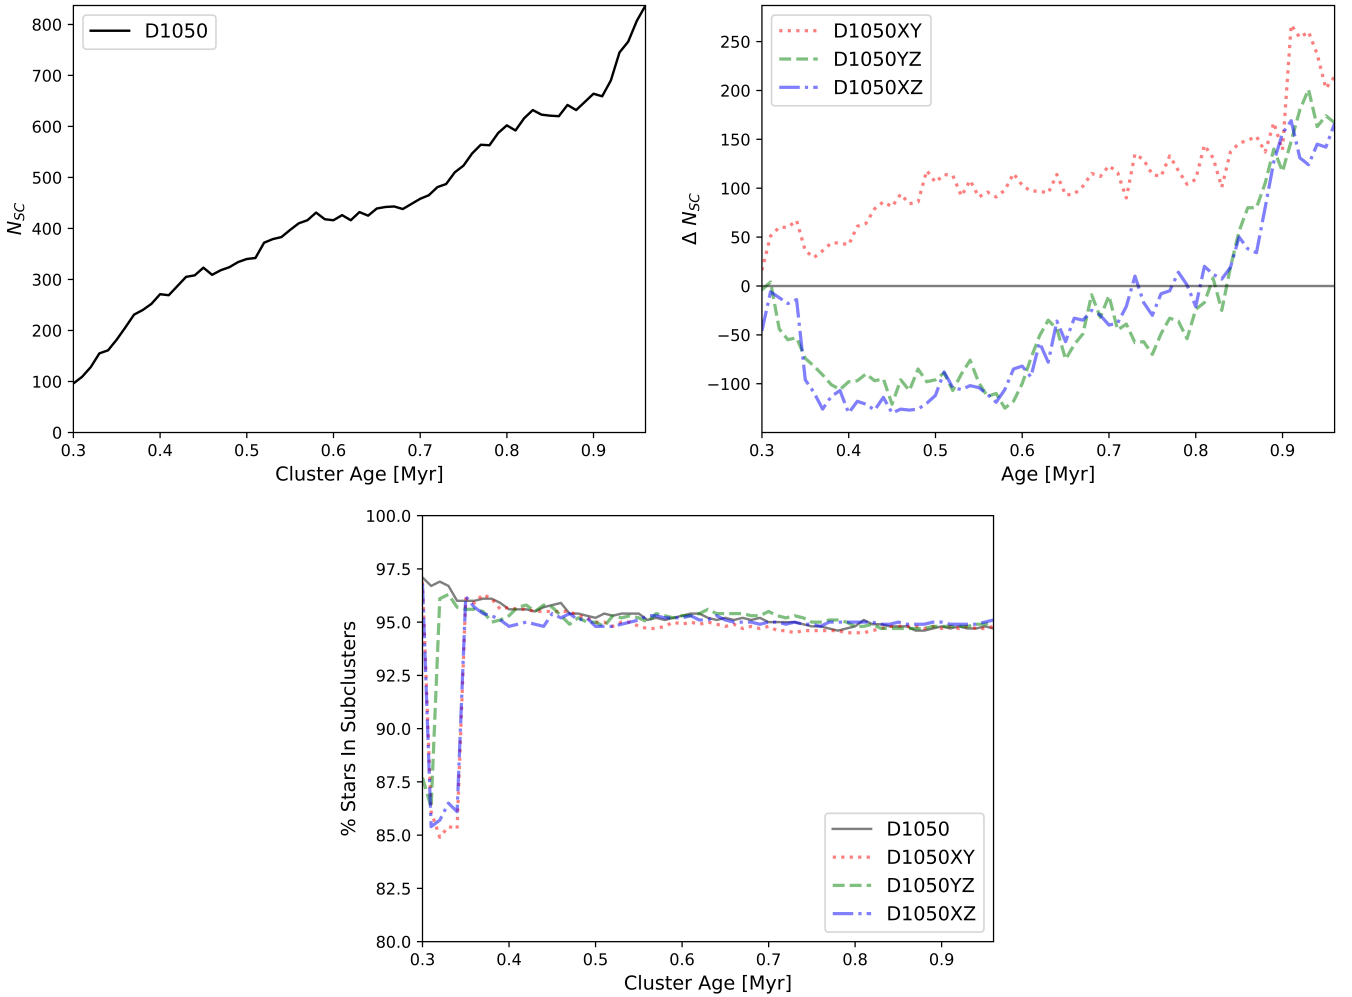 D1050
800
700
600
500
400
300
200
100
0
0.3 0.4 0.5 0.6 0.7 0.8 0.9
Cluster Age [Myr]
N_SC
D1050XY
D1050YZ
D1050XZ
250
200
150
100
50
0
−50
−100
0.3 0.4 0.5 0.6 0.7 0.8 0.9
Age [Myr]
Δ N_SC
100.0
97.5
95.0
92.5
90.0
87.5
85.0
82.5
80.0
0.3 0.4 0.5 0.6 0.7 0.8 0.9
Cluster Age [Myr]
% Stars In Subclusters
D1050
D1050XY
D1050YZ
D1050XZ